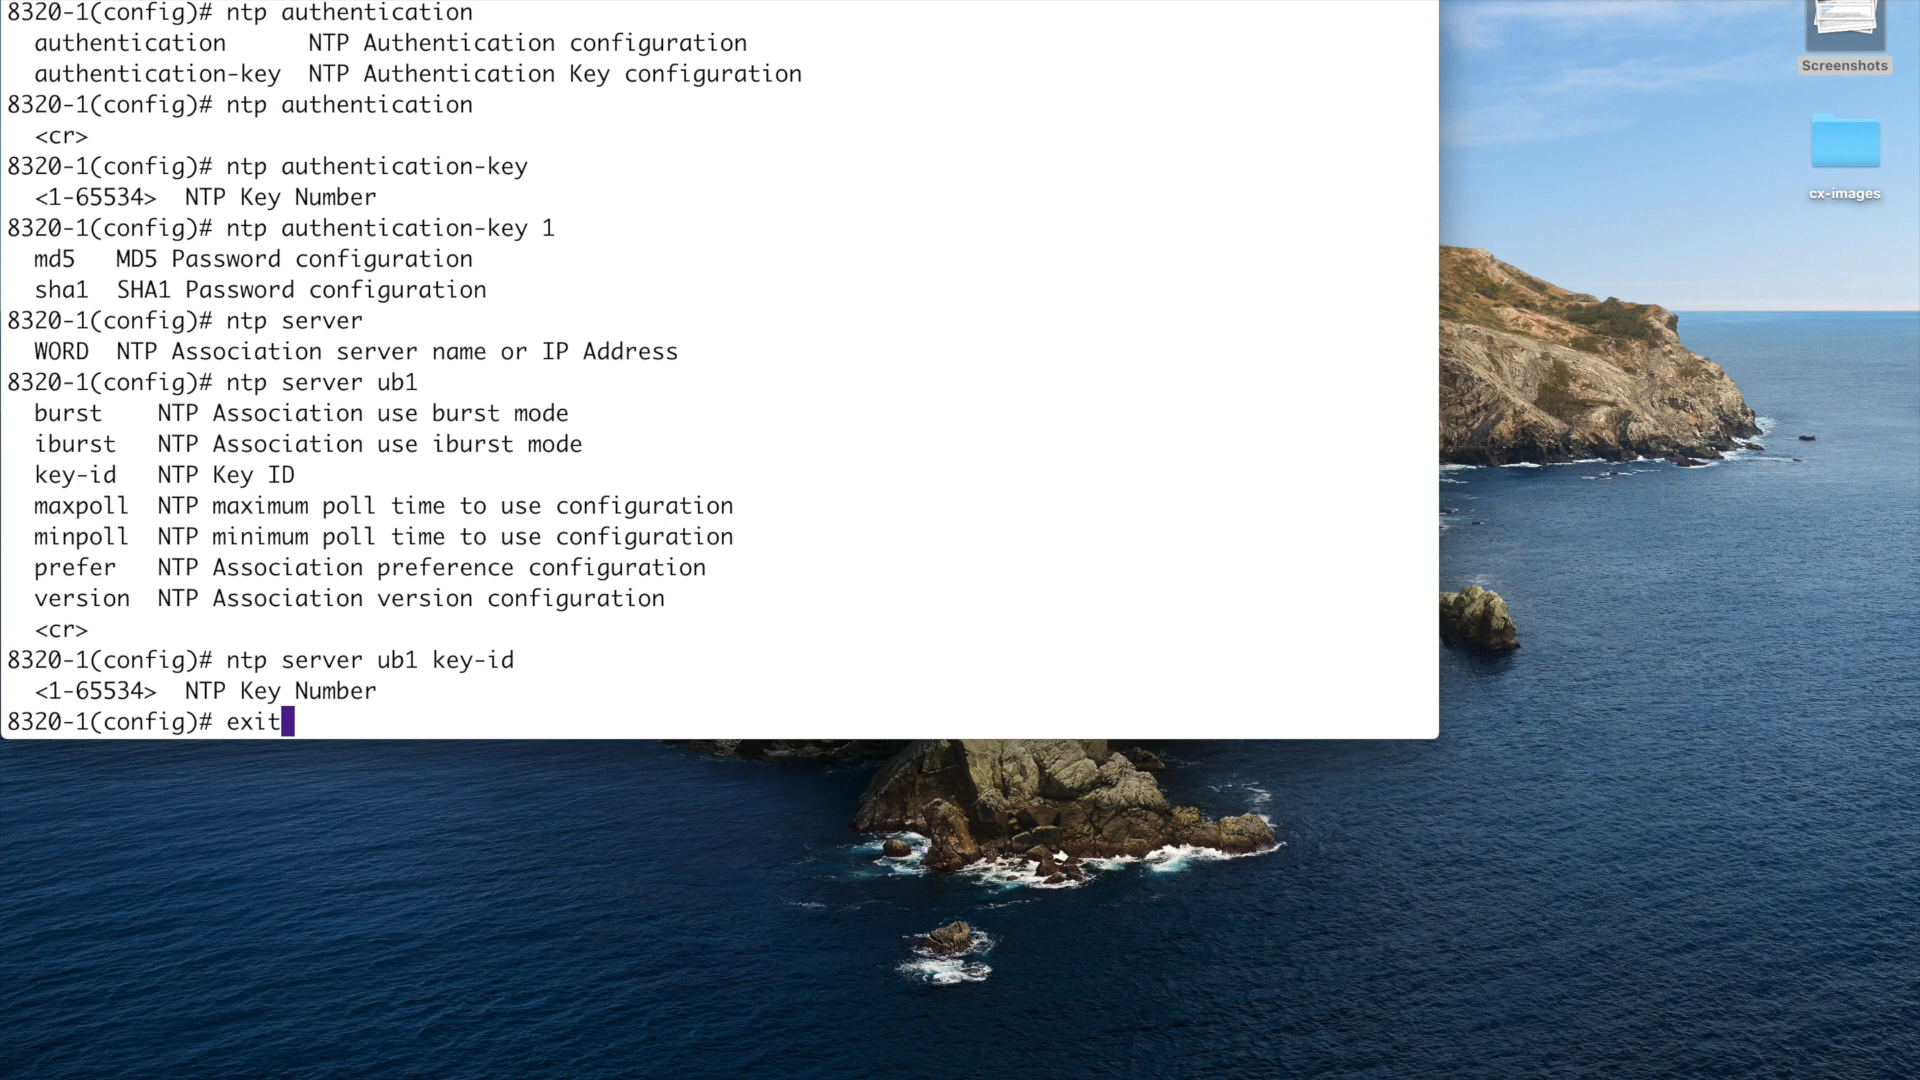 8320-1(config)# ntp authentication
authentication      NTP Authentication configuration
authentication-key  NTP Authentication Key configuration
8320-1(config)# ntp authentication
<cr>
8320-1(config)# ntp authentication-key
<1-65534>  NTP Key Number
8320-1(config)# ntp authentication-key 1
md5   MD5 Password configuration
sha1  SHA1 Password configuration
8320-1(config)# ntp server
WORD  NTP Association server name or IP Address
8320-1(config)# ntp server ub1
burst    NTP Association use burst mode
iburst   NTP Association use iburst mode
key-id   NTP Key ID
maxpoll  NTP maximum poll time to use configuration
minpoll  NTP minimum poll time to use configuration
prefer   NTP Association preference configuration
version  NTP Association version configuration
<cr>
8320-1(config)# ntp server ub1 key-id
<1-65534>  NTP Key Number
8320-1(config)# exit
Screenshots
cx-images